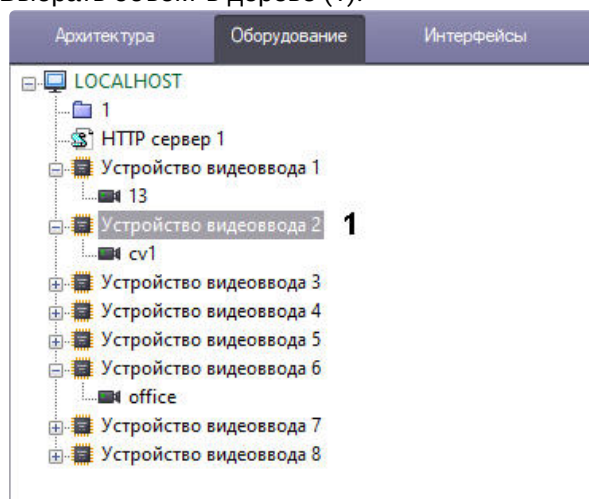 Выбрать объект в дереве (1).
Архитектура Оборудование Интерфейсы
LOCALHOST
1
HTTP сервер 1
Устройство видеоввода 1
13
Устройство видеоввода 2 1
cv1
Устройство видеоввода 3
Устройство видеоввода 4
Устройство видеоввода 5
Устройство видеоввода 6
office
Устройство видеоввода 7
Устройство видеоввода 8